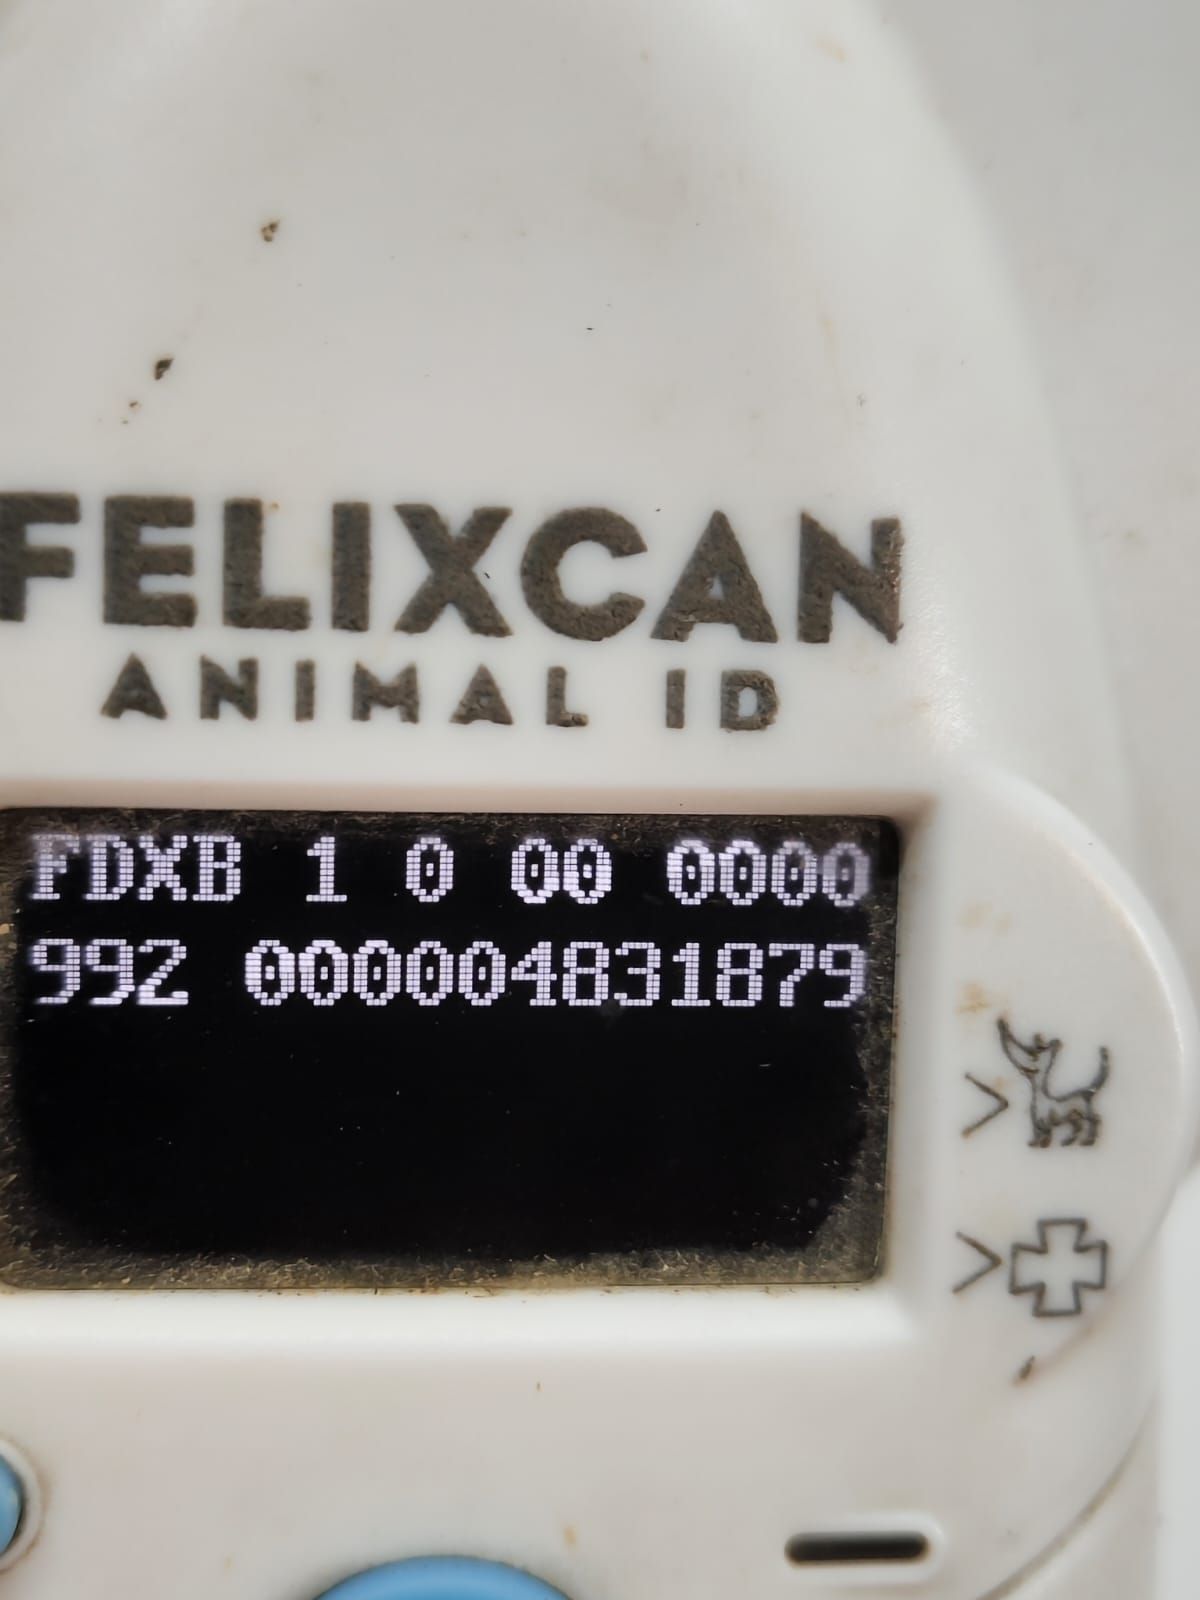 FELIXCAN
ANIMAL ID
FDXB 1 0 00 0000
992 000004831879